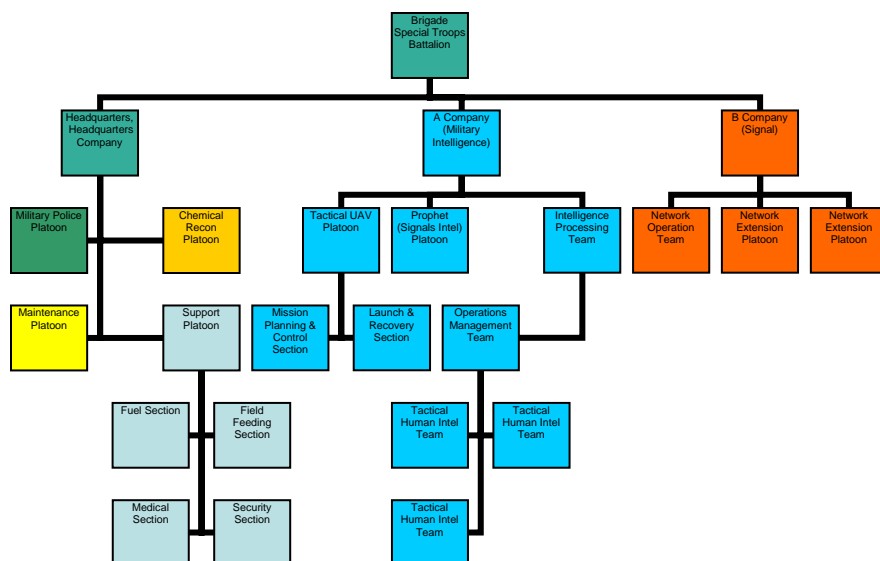 Brigade
Special Troops
Battalion
Headquarters,
Headquarters
Company
A Company
(Military
Intelligence)
B Company
(Signal)
Military Police
Platoon
Chemical
Recon
Platoon
Tactical UAV
Platoon
Prophet
(Signals Intel)
Platoon
Intelligence
Processing
Team
Network
Operation
Team
Network
Extension
Platoon
Network
Extension
Platoon
Maintenance
Platoon
Support
Platoon
Mission
Planning &
Control
Section
Launch &
Recovery
Section
Operations
Management
Team
Fuel Section
Field
Feeding
Section
Tactical
Human Intel
Team
Tactical
Human Intel
Team
Medical
Section
Security
Section
Tactical
Human Intel
Team